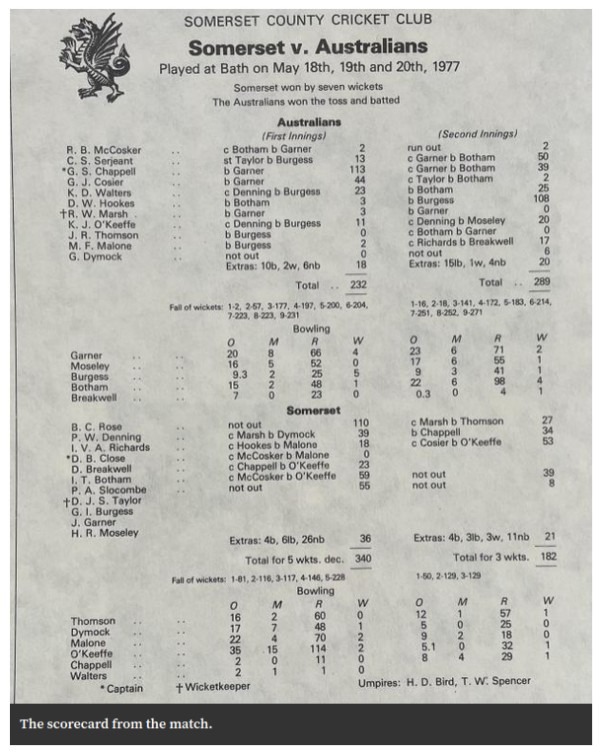 SOMERSET COUNTY CRICKET CLUB
Somerset v. Australians
Played at Bath on May 18th, 19th and 20th, 1977
Somerset won by seven wickets
The Australians won the toss and batted
Australians
(First Innings) (Second Innings)
R. B. McCosker .. c Botham b Garner 2 run out 2
C. S. Serjeant .. st Taylor b Burgess 13 c Garner b Botham 50
*G. S. Chappell .. b Garner 113 c Garner b Botham 39
G. J. Cosier .. b Garner 44 c Taylor b Botham 2
K. D. Walters .. c Denning b Burgess 23 b Botham 25
D. W. Hookes .. b Botham 3 b Burgess 108
†R. W. Marsh .. b Garner 3 b Garner 0
K. J. O'Keeffe .. c Denning b Burgess 11 c Denning b Moseley 20
J. R. Thomson .. b Burgess 0 c Botham b Garner 0
M. F. Malone .. b Burgess 2 c Richards b Breakwell 17
G. Dymock .. not out 0 not out 6
Extras: 10b, 2w, 6nb 18 Extras: 15lb, 1w, 4nb 20
Total .. 232 Total .. 289
Fall of wickets: 1-2, 2-57, 3-177, 4-197, 5-200, 6-204, 1-16, 2-18, 3-141, 4-172, 5-183, 6-214,
7-223, 8-223, 9-231 7-251, 8-252, 9-271
Bowling
O M R W O M R W
Garner .. .. 20 8 66 4 23 6 71 2
Moseley .. .. 16 5 52 0 17 6 55 1
Burgess .. .. 9.3 2 25 5 9 3 41 1
Botham .. .. 15 2 48 1 22 6 98 4
Breakwell .. .. 7 0 23 0 0.3 0 4 1
Somerset
B. C. Rose .. not out 110 c Marsh b Thomson 27
P. W. Denning .. c Marsh b Dymock 39 b Chappell 34
I. V. A. Richards .. c Hookes b Malone 18 c Cosier b O'Keeffe 53
*D. B. Close .. c McCosker b Malone 0
D. Breakwell .. c Chappell b O'Keeffe 23
I. T. Botham .. c McCosker b O'Keeffe 59 not out 39
P. A. Slocombe .. not out 55 not out 8
†D. J. S. Taylor
G. I. Burgess
J. Garner
H. R. Moseley
Extras: 4b, 6lb, 26nb 36 Extras: 4b, 3lb, 3w, 11nb 21
Total for 5 wkts. dec. 340 Total for 3 wkts. 182
Fall of wickets: 1-81, 2-116, 3-117, 4-146, 5-228 1-50, 2-129, 3-129
Bowling
O M R W O M R W
Thomson .. .. 16 2 60 0 12 1 57 1
Dymock .. .. 17 7 48 1 5 0 25 0
Malone .. .. 22 4 70 2 9 2 18 0
O'Keeffe .. .. 35 15 114 2 5.1 0 32 1
Chappell .. .. 2 0 11 0 8 4 29 1
Walters .. .. 2 1 1 0
*Captain †Wicketkeeper Umpires: H. D. Bird, T. W. Spencer
The scorecard from the match.